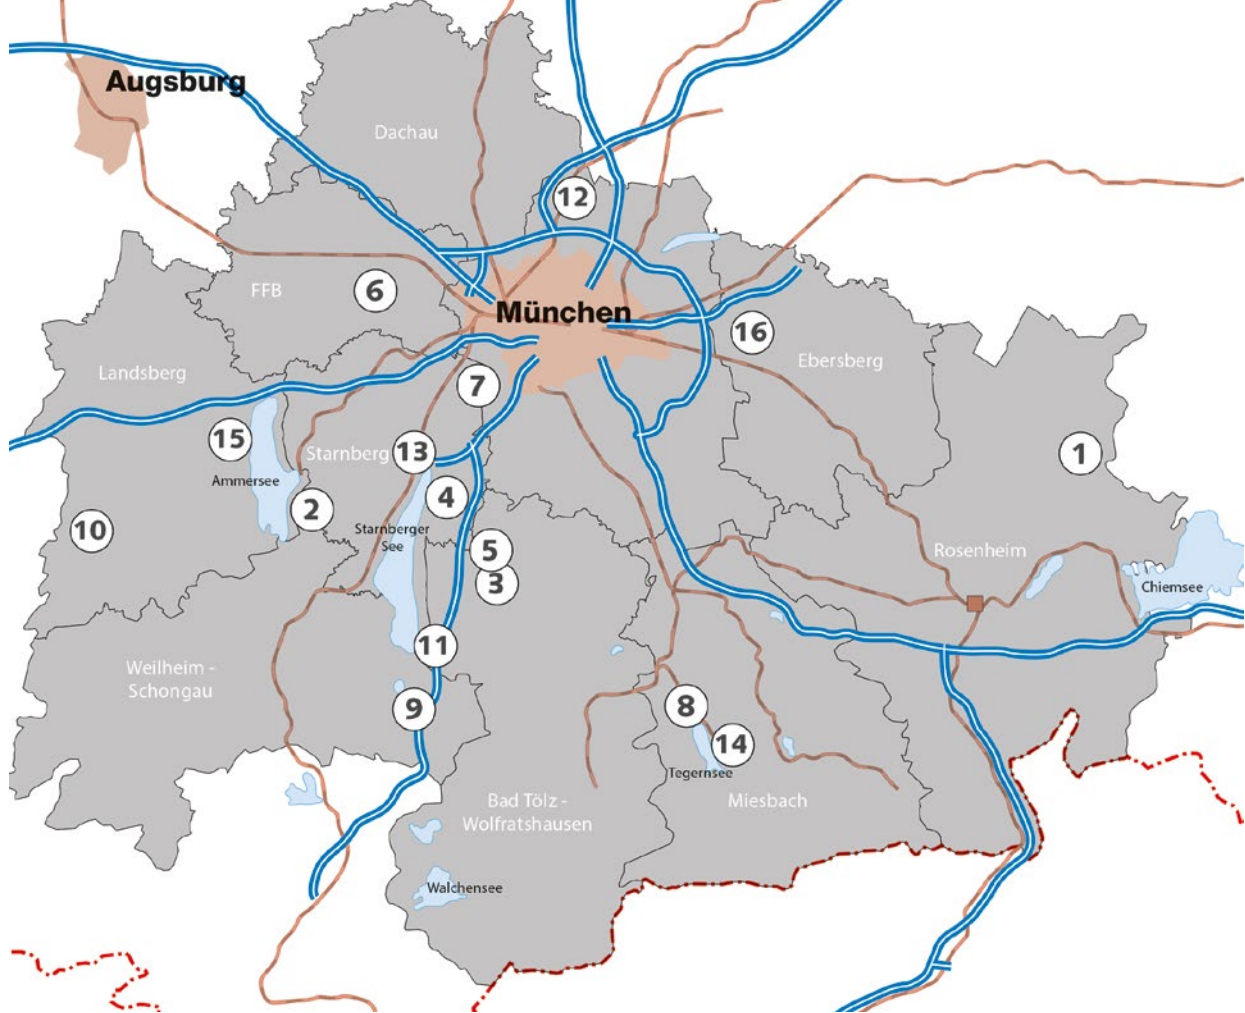 Augsburg
Dachau
12
FFB
6
München
16
Ebersberg
Landsberg
7
15
Starnberg
13
1
Ammersee
2
4
10
Starnberger
See
5
3
Rosenheim
Chiemsee
11
Weilheim -
Schongau
9
8
14
Tegernsee
Bad Tölz -
Wolfratshausen
Miesbach
Walchensee